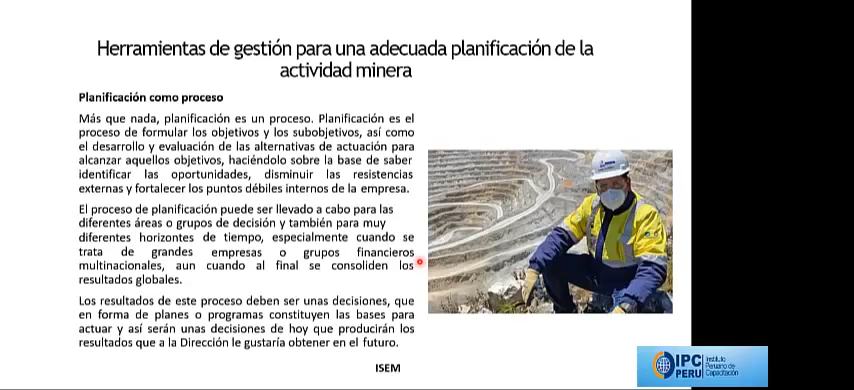 Herramientas de gestión para una adecuada planificación de la
actividad minera
Planificación como proceso
Más que nada, planificación es un proceso. Planificación es el
proceso de formular los objetivos y los subobjetivos, así como
el desarrollo y evaluación de las alternativas de actuación para
alcanzar aquellos objetivos, haciéndolo sobre la base de saber
identificar las oportunidades, disminuir las resistencias
externas y fortalecer los puntos débiles internos de la empresa.
El proceso de planificación puede ser llevado a cabo para las
diferentes áreas o grupos de decisión y también para muy
diferentes horizontes de tiempo, especialmente cuando se
trata de grandes empresas o grupos financieros
multinacionales, aun cuando al final se consoliden los
resultados globales.
Los resultados de este proceso deben ser unas decisiones, que
en forma de planes o programas constituyen las bases para
actuar y así serán unas decisiones de hoy que producirán los
resultados que a la Dirección le gustaría obtener en el futuro.
ISEM
IPC
PERU
Instituto
Peruano de
Capacitación